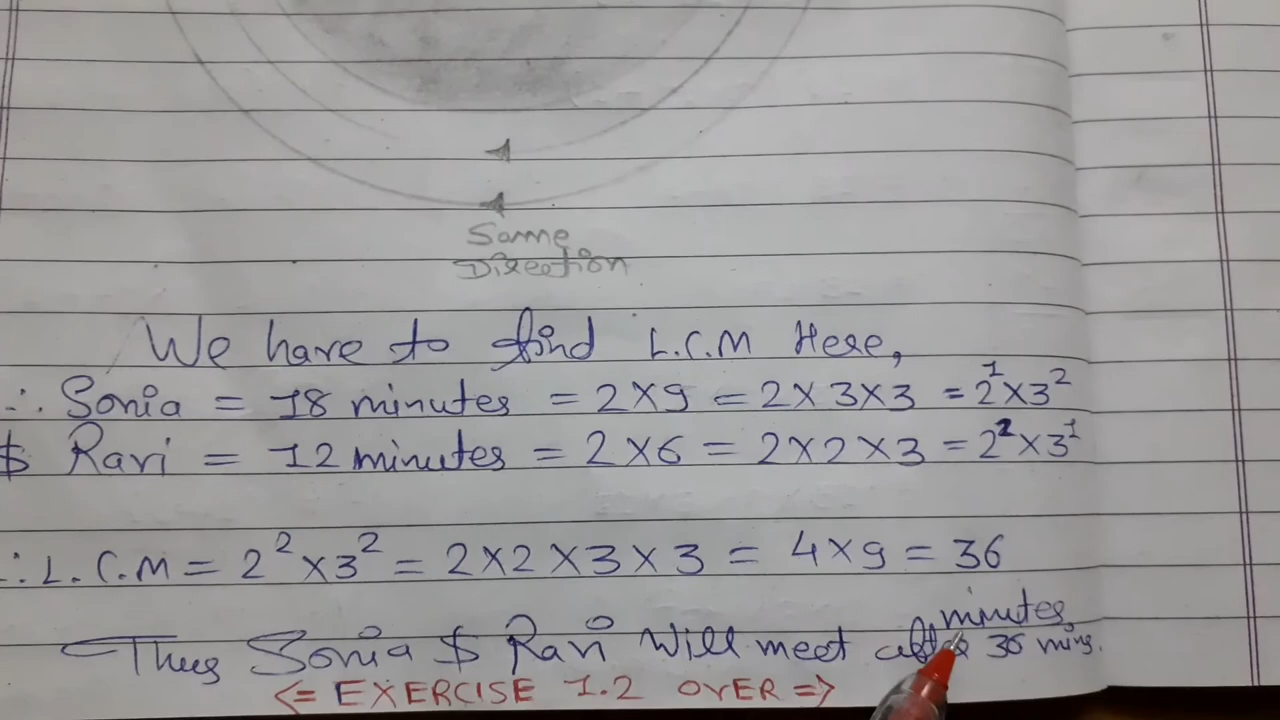 Same
Direction
We have to find L.C.M Here,
∴ Sonia = 18 minutes = 2×9 = 2×3×3 = 2¹×3²
$ Ravi = 12 minutes = 2×6 = 2×2×3 = 2²×3¹
∴ L.C.M = 2²×3² = 2×2×3×3 = 4×9 = 36
minutes
Thus Sonia $ Ravi will meet after 36 mins.
<= EXERCISE 1.2 OVER =>